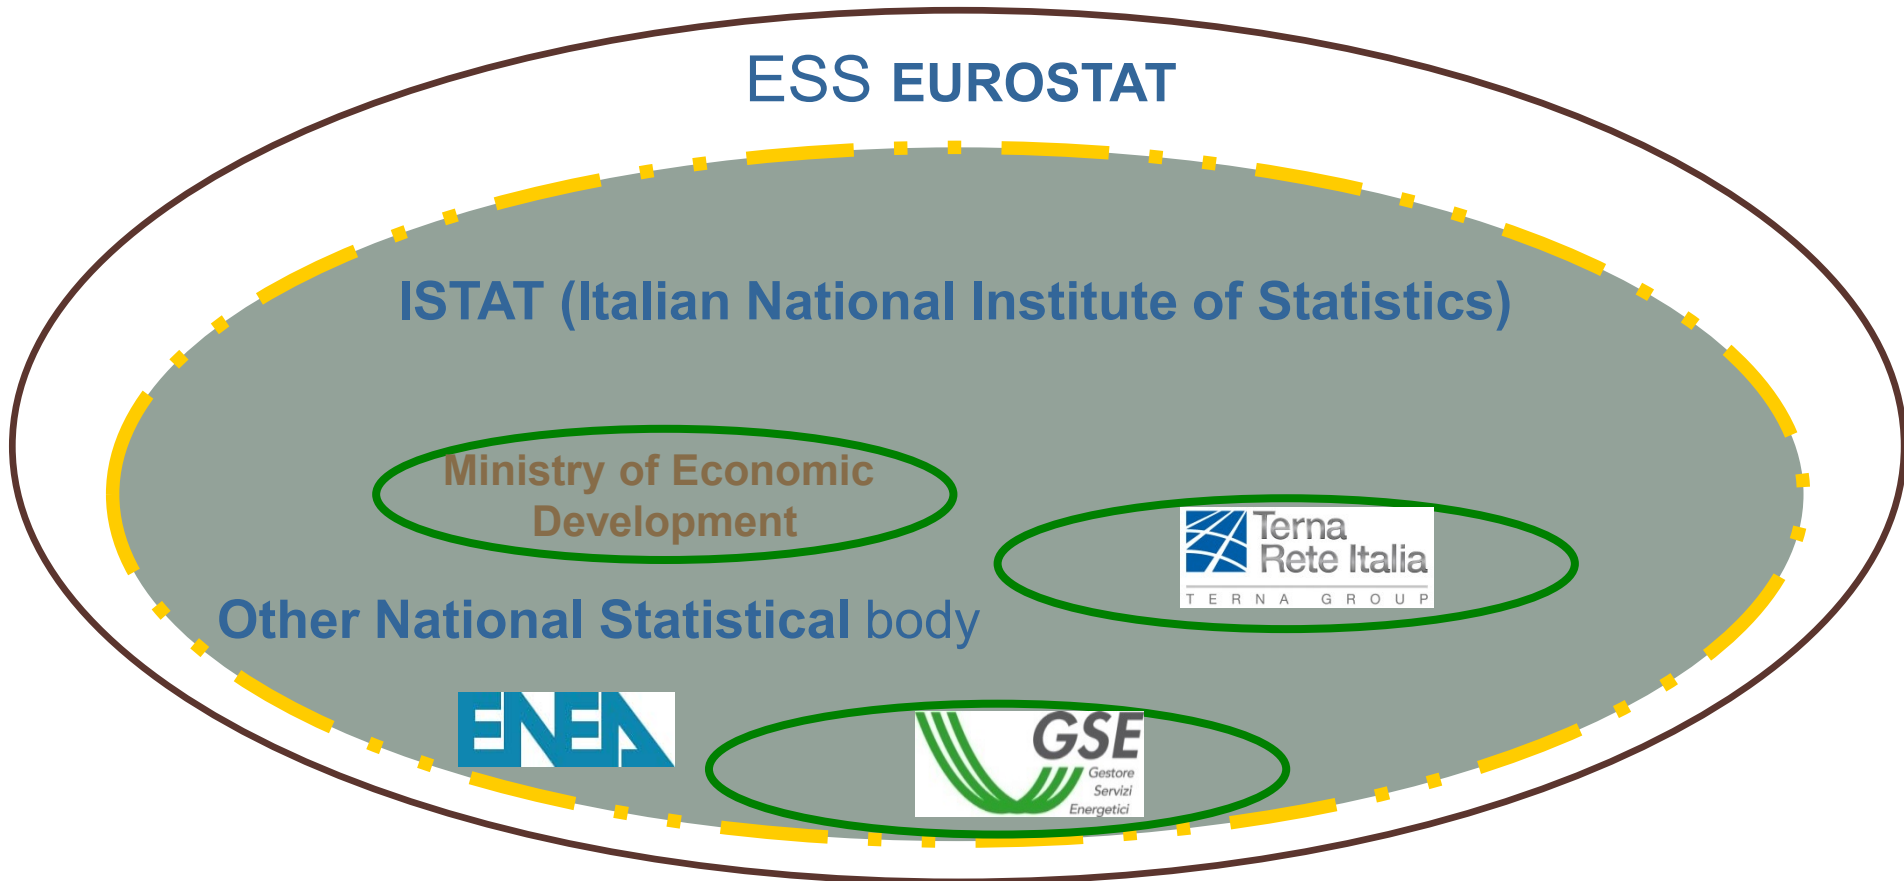 ESS EUROSTAT
ISTAT (Italian National Institute of Statistics)
Ministry of Economic
Development
Terna
Rete Italia
TERNA GROUP
Other National Statistical body
ENEA
GSE
Gestore
Servizi
Energetici